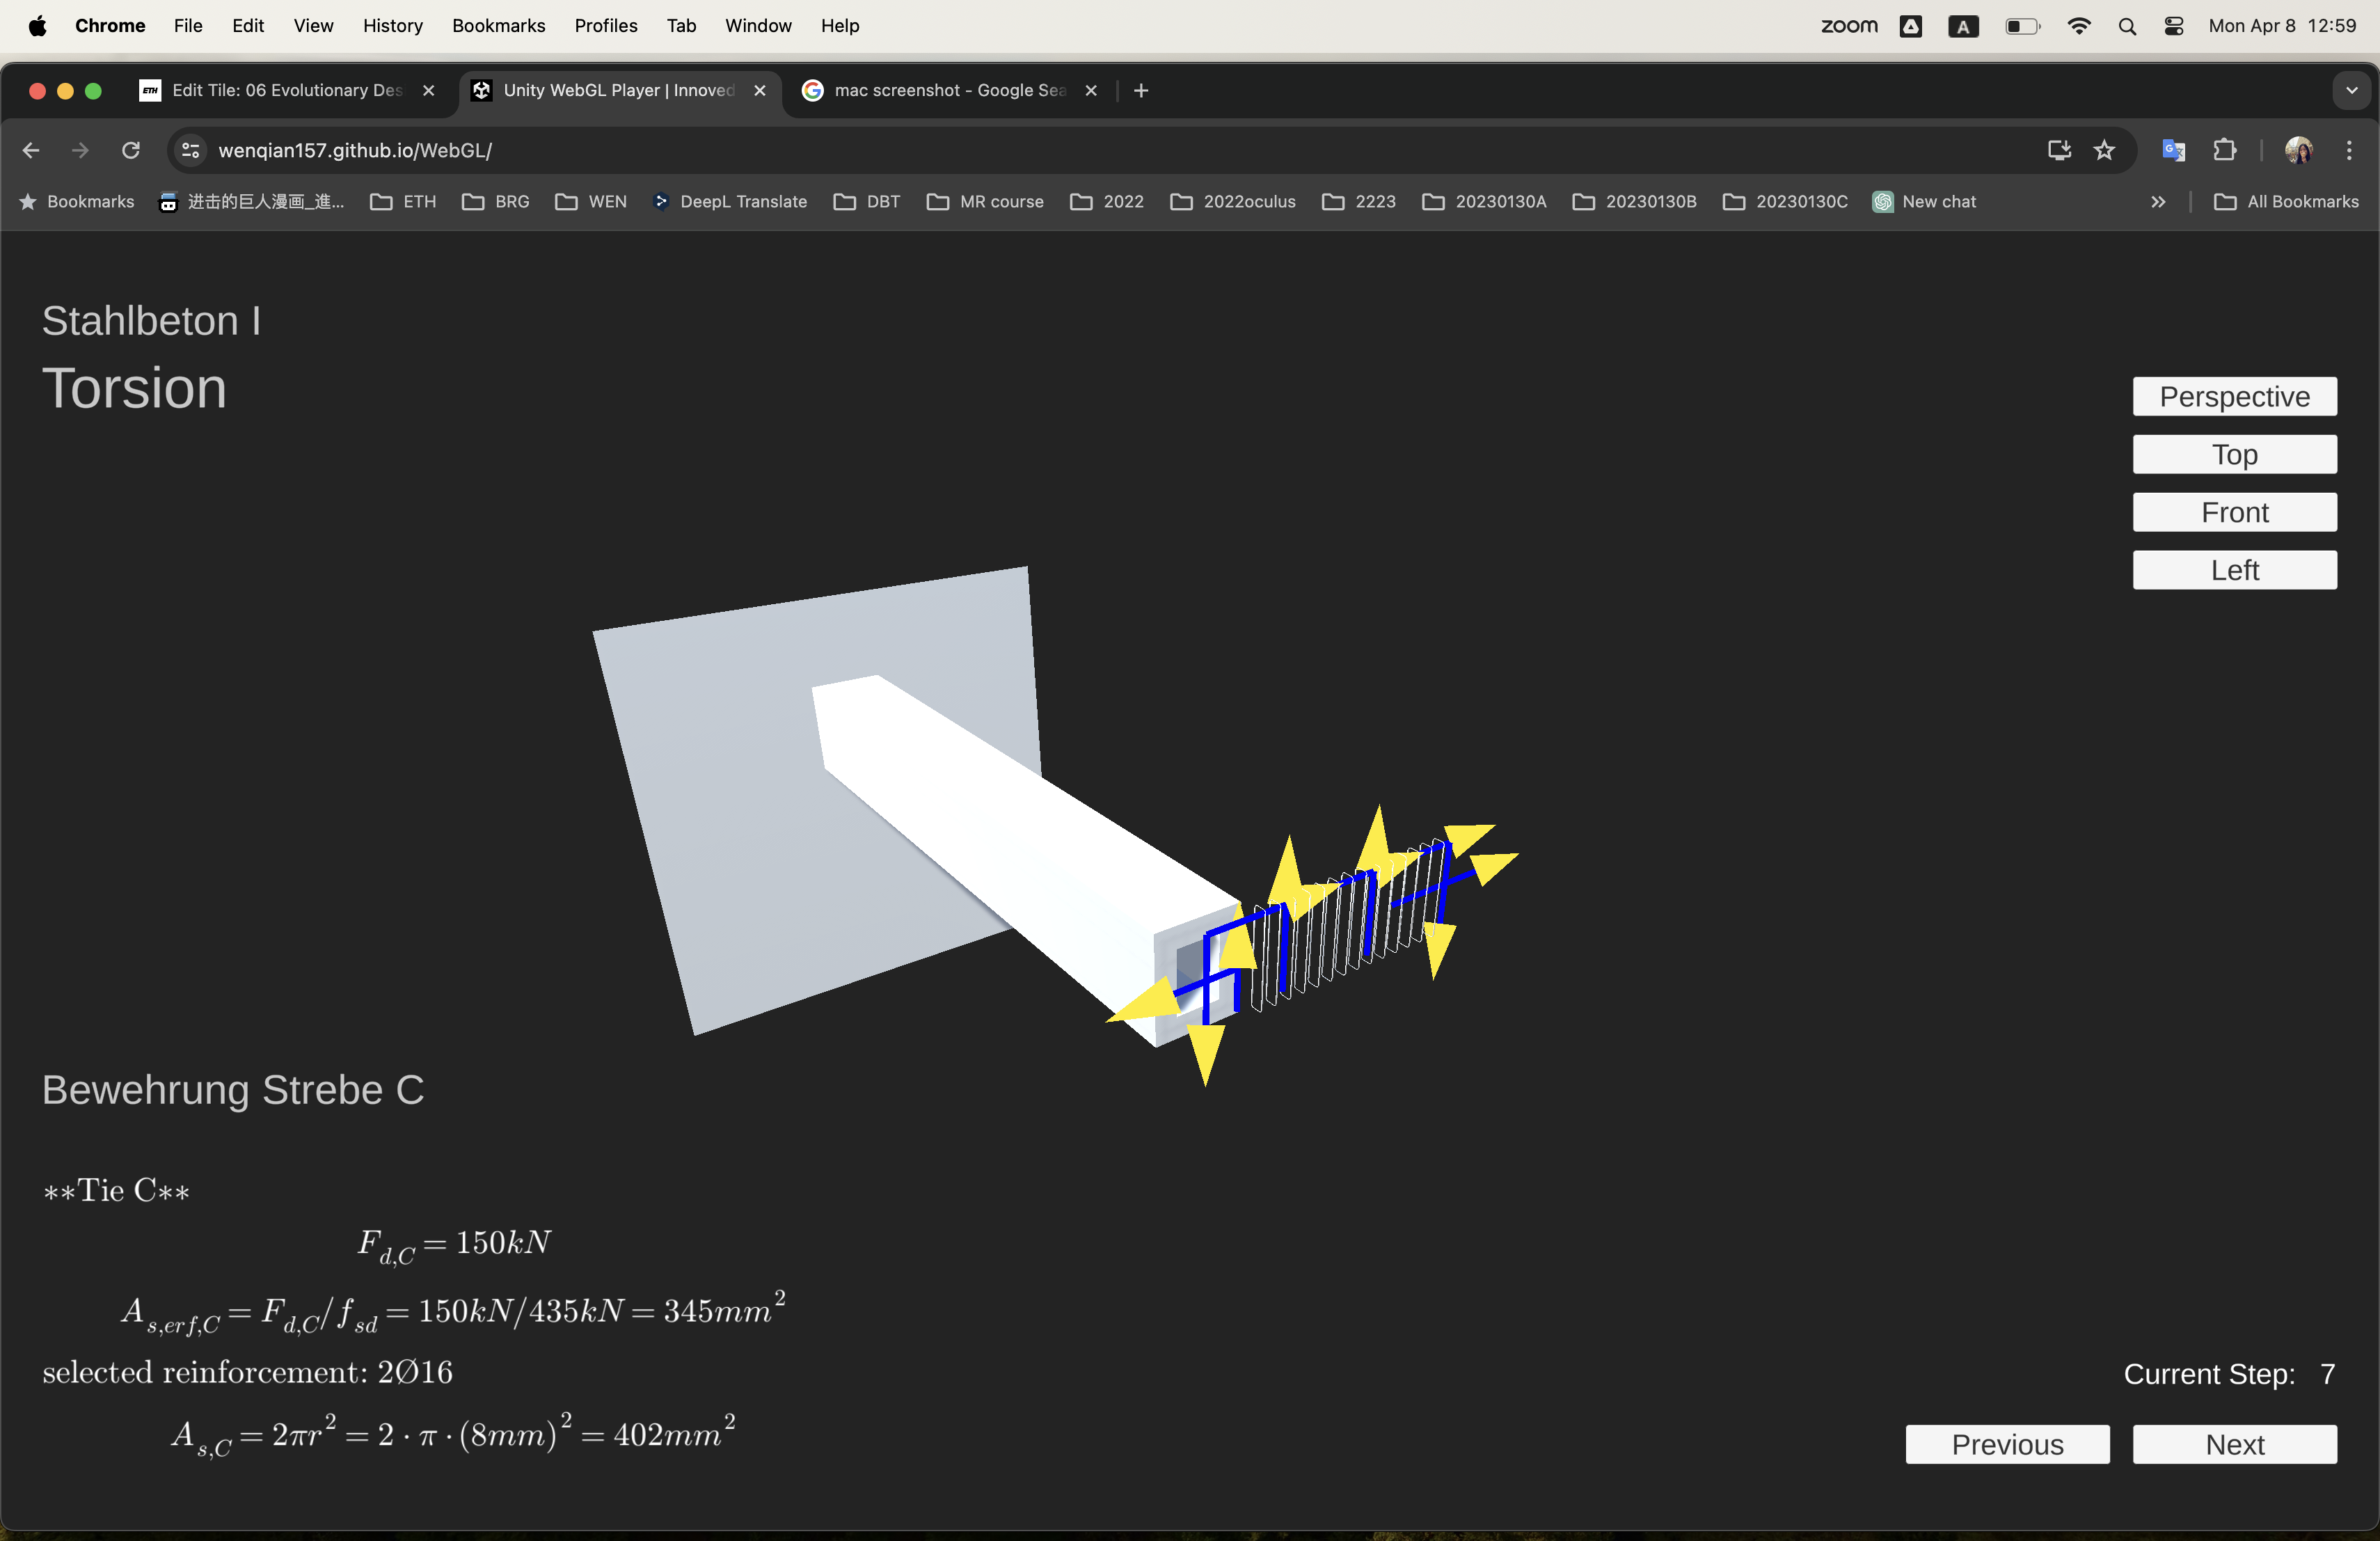 Chrome File Edit View History Bookmarks Profiles Tab Window Help zoom A Mon Apr 8 12:59
ETH Edit Tile: 06 Evolutionary Des Unity WebGL Player | Innoved mac screenshot - Google Sea
wenqian157.github.io/WebGL/
Bookmarks 进击的巨人漫画_進... ETH BRG WEN DeepL Translate DBT MR course 2022 2022oculus 2223 20230130A 20230130B 20230130C New chat All Bookmarks
Stahlbeton I
Torsion
Perspective
Top
Front
Left
Bewehrung Strebe C
**Tie C**
F_{d,C} = 150kN
A_{s,erf,C} = F_{d,C}/f_{sd} = 150kN/435kN = 345mm^2
selected reinforcement: 2Ø16
A_{s,C} = 2πr^2 = 2 · π · (8mm)^2 = 402mm^2
Current Step: 7
Previous Next